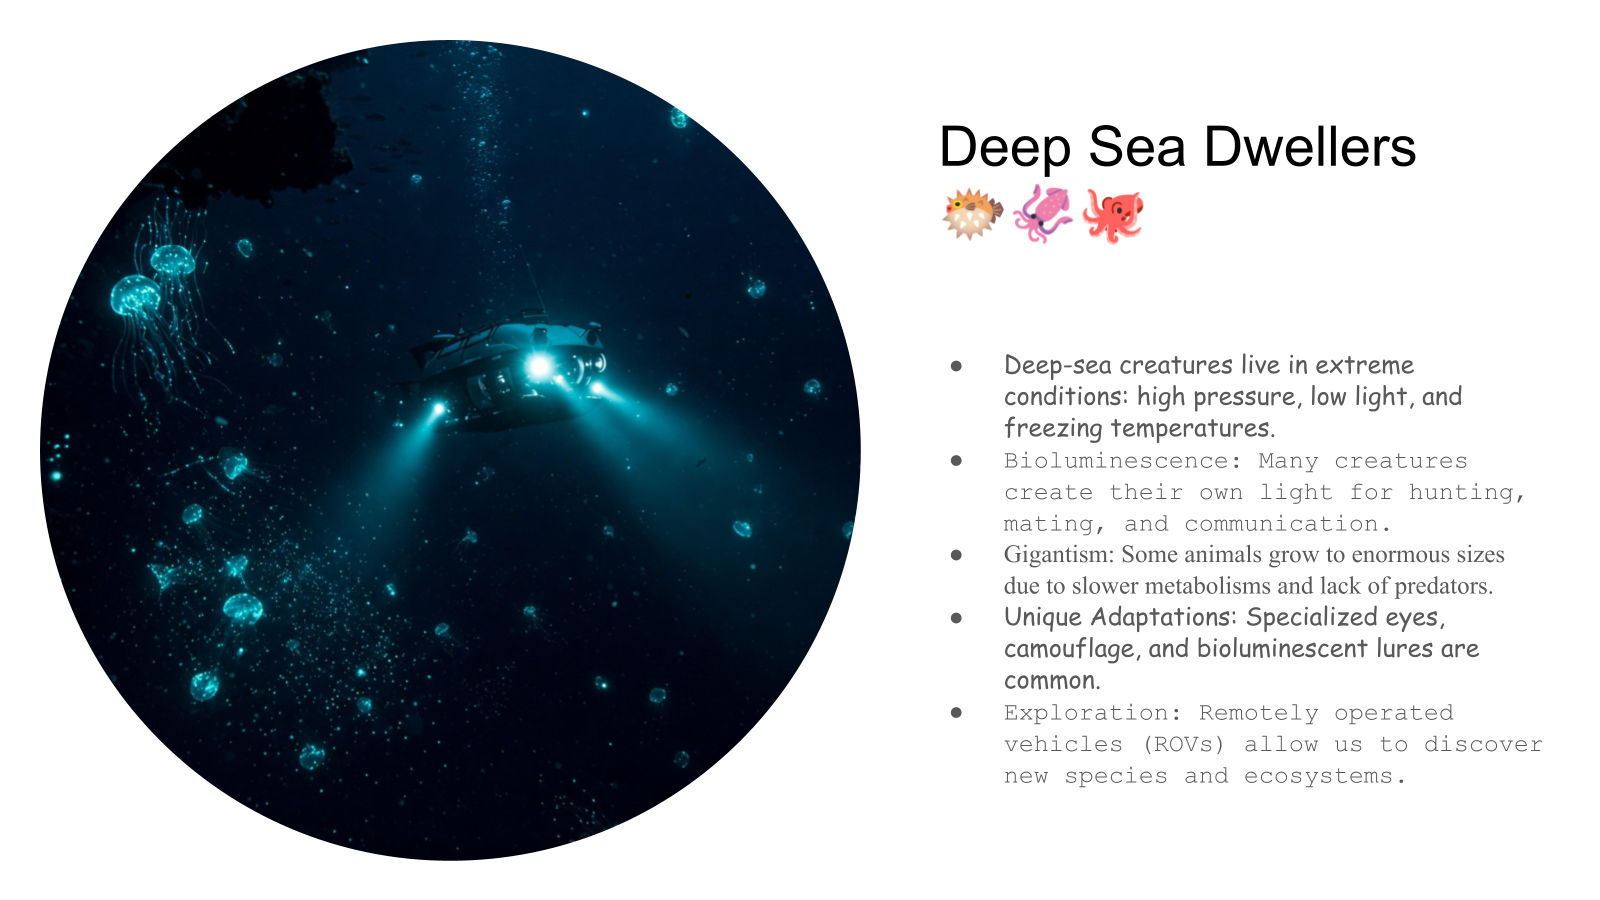 Deep Sea Dwellers
🐡🦑🐙
● Deep-sea creatures live in extreme
conditions: high pressure, low light, and
freezing temperatures.
● Bioluminescence: Many creatures
create their own light for hunting,
mating, and communication.
● Gigantism: Some animals grow to enormous sizes
due to slower metabolisms and lack of predators.
● Unique Adaptations: Specialized eyes,
camouflage, and bioluminescent lures are
common.
● Exploration: Remotely operated
vehicles (ROVs) allow us to discover
new species and ecosystems.